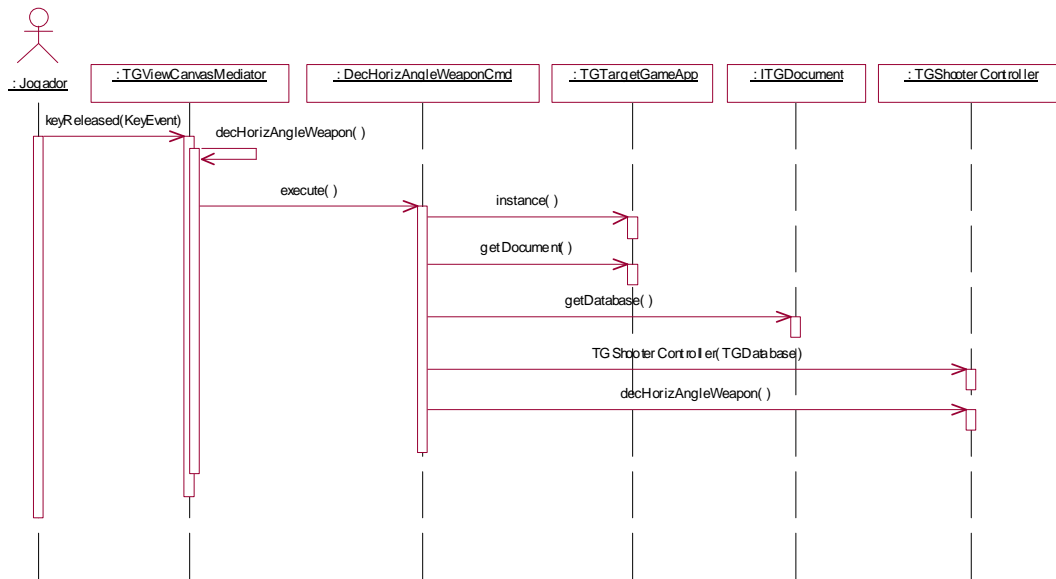 : Jogador
: TGViewCanvasMediator
: DecHorizAngleWeaponCmd
: TGTargetGameApp
: ITGDocument
: TGShooterController
keyReleased(KeyEvent)
decHorizAngleWeapon( )
execute( )
instance( )
getDocument( )
getDatabase( )
TGShooterController(TGDatabase)
decHorizAngleWeapon( )